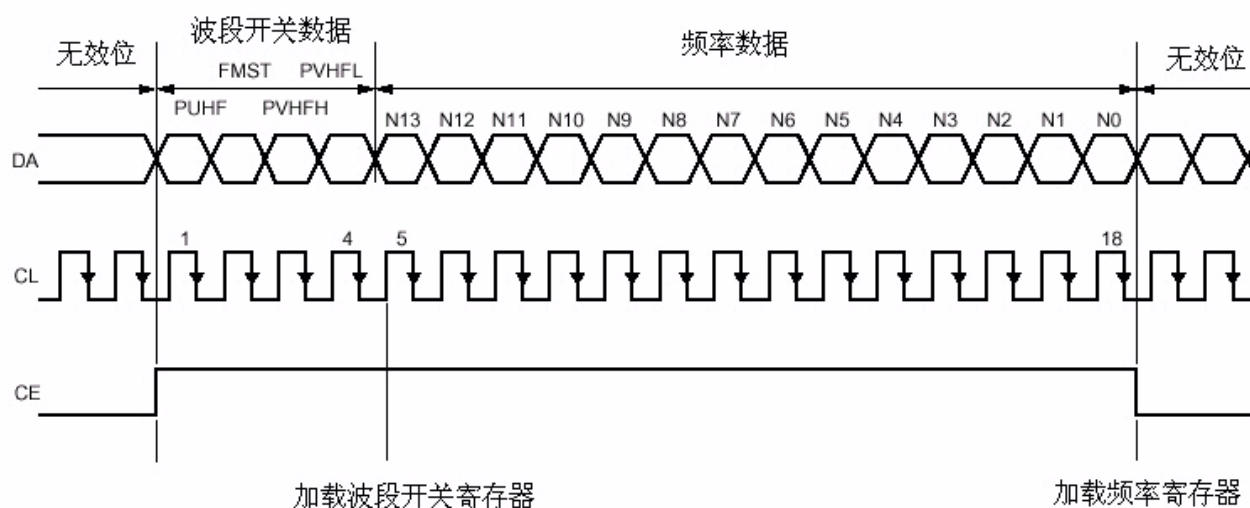 无效位 波段开关数据 频率数据 无效位
FMST PVHFL
PUHF PVHFH
N13 N12 N11 N10 N9 N8 N7 N6 N5 N4 N3 N2 N1 N0
DA
1 4 5 18
CL
CE
加载波段开关寄存器 加载频率寄存器